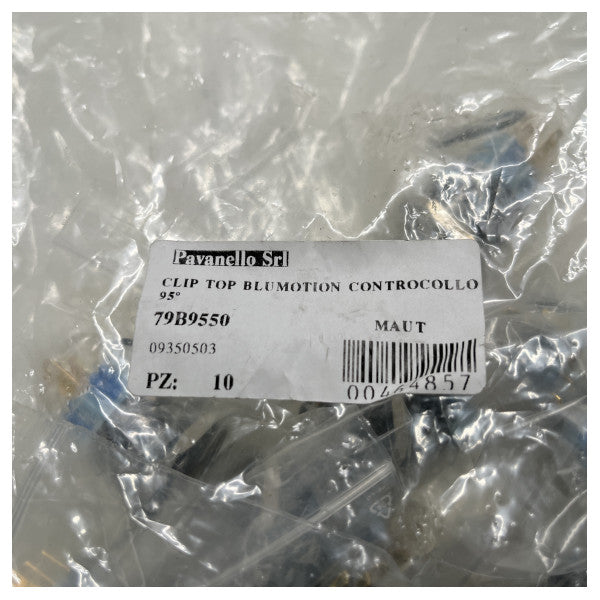 Pavanello Srl
CLIP TOP BLUMOTION CONTROCOLLO
95°
79B9550
MAUT
09350503
PZ: 10
00464857